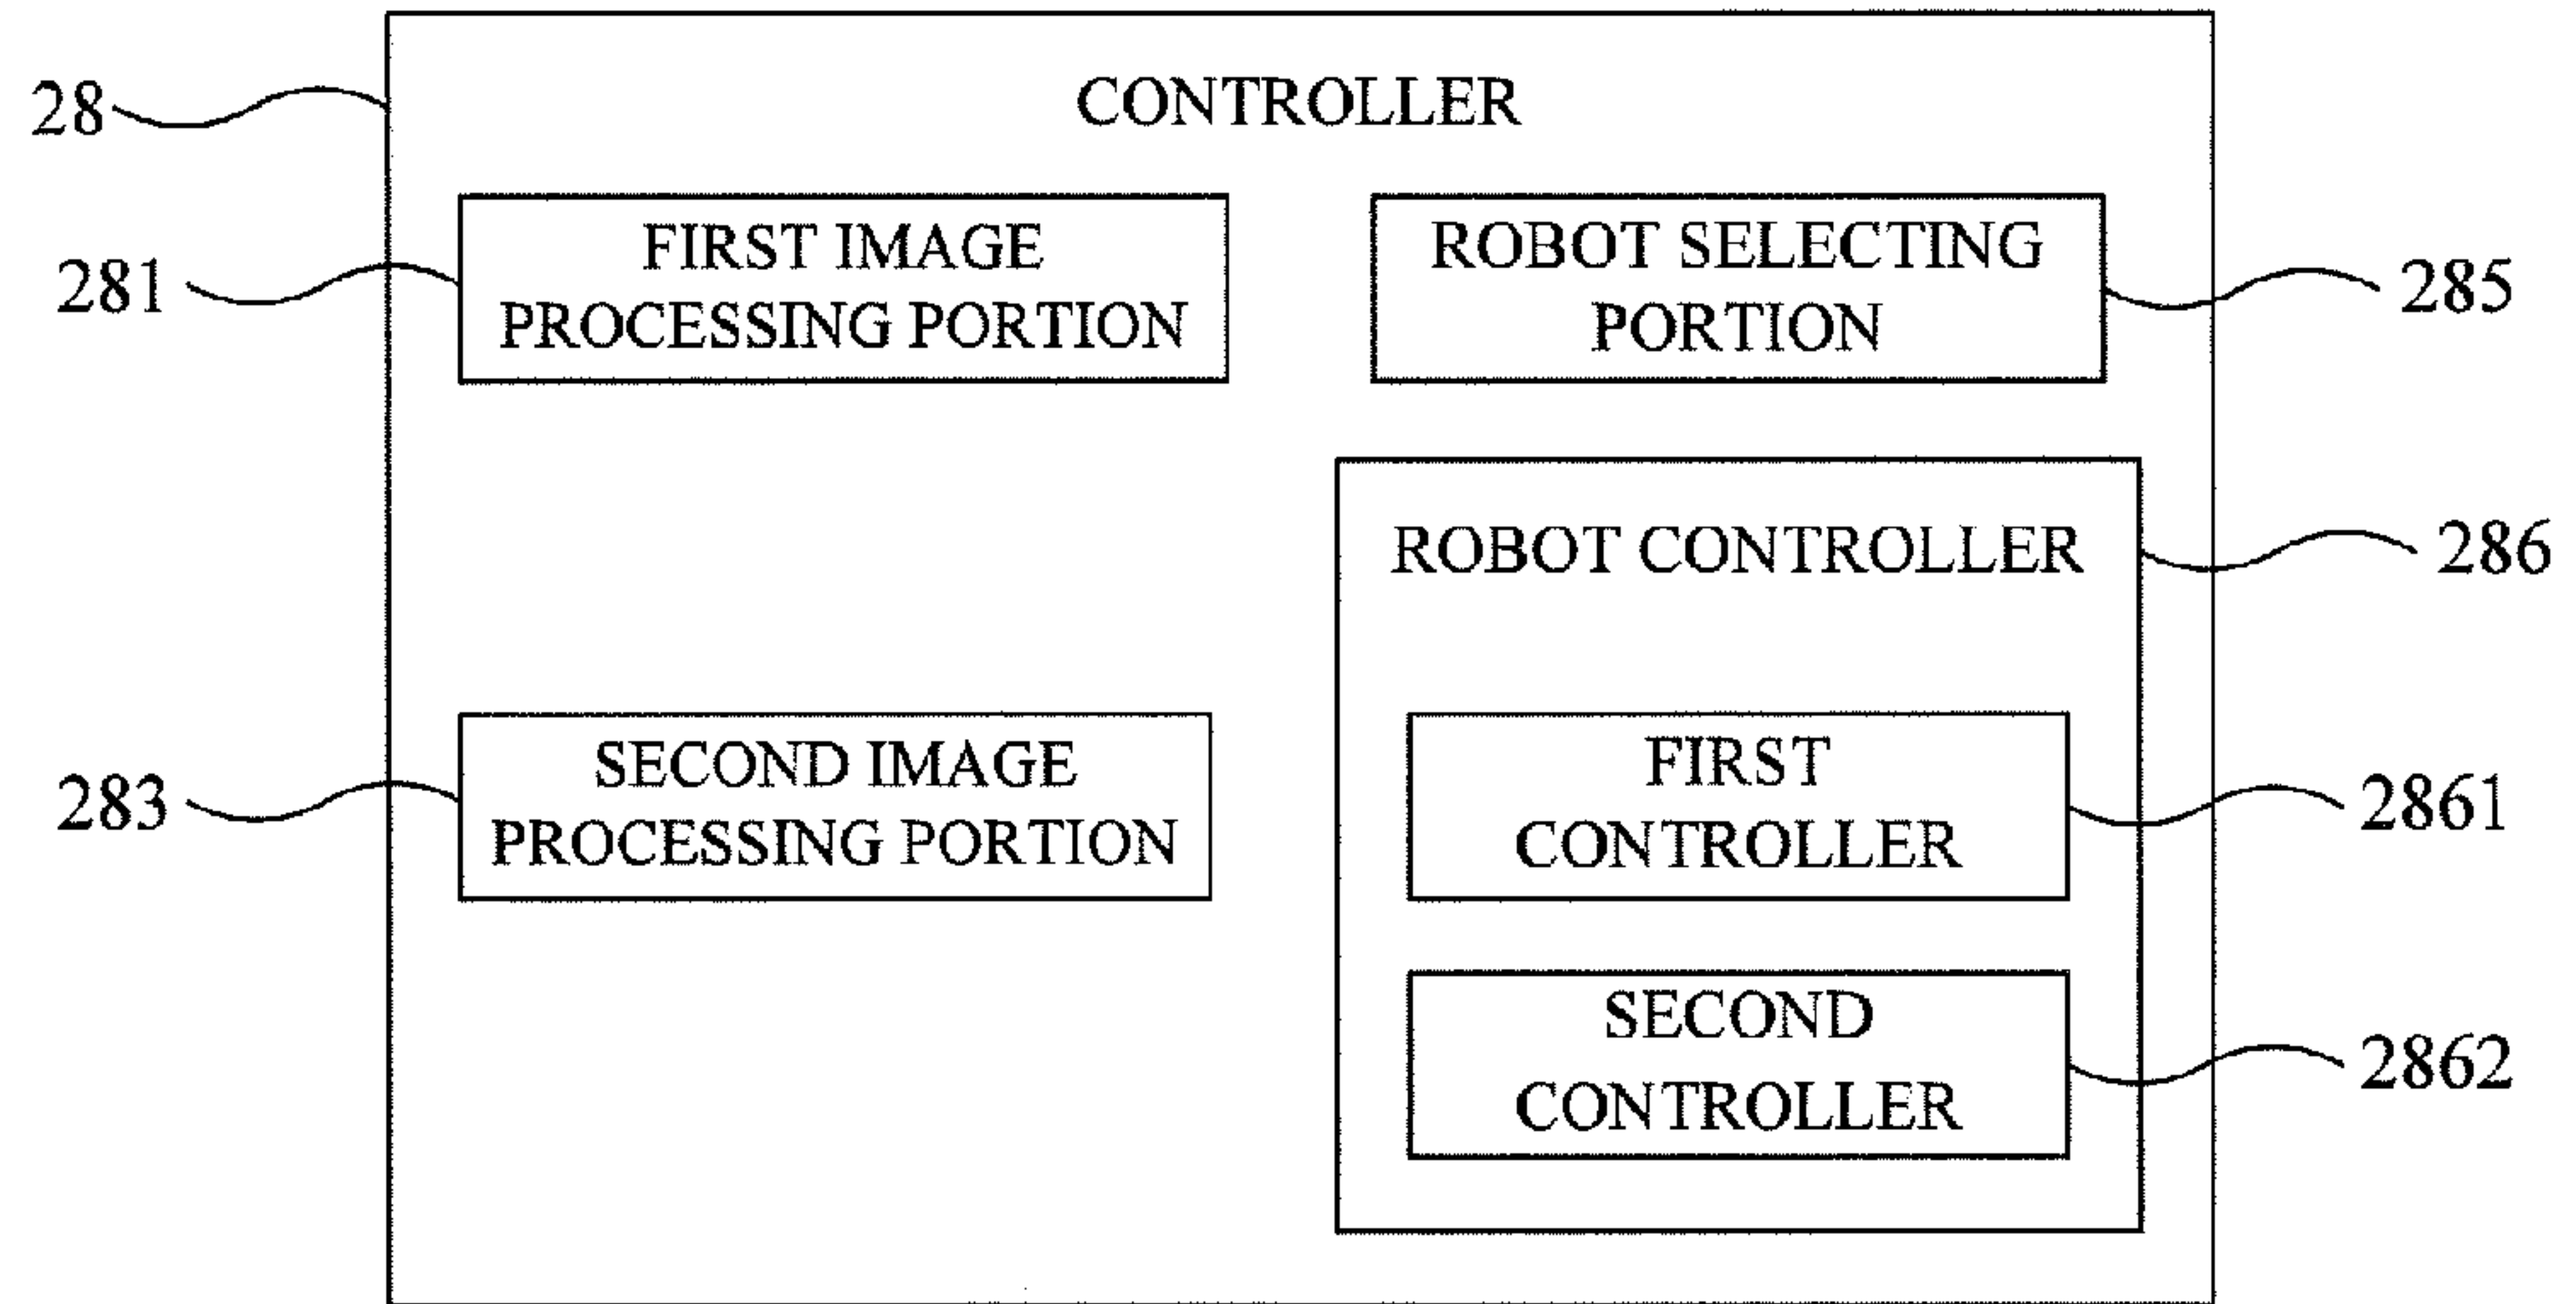 CONTROLLER
28
FIRST IMAGE
PROCESSING PORTION
281
ROBOT SELECTING
PORTION
285
ROBOT CONTROLLER
286
SECOND IMAGE
PROCESSING PORTION
283
FIRST
CONTROLLER
2861
SECOND
CONTROLLER
2862